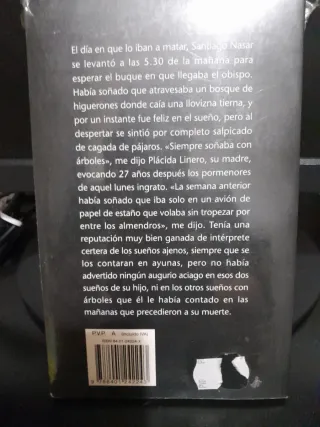 El día en que lo iban a matar, Santiago Nasar
se levantó a las 5.30 de la mañana para
esperar el buque en que llegaba el obispo.
Había soñado que atravesaba un bosque de
higuerones donde caía una llovizna tierna, y
por un instante fue feliz en el sueño, pero al
despertar se sintió por completo salpicado
de cagada de pájaros. «Siempre soñaba con
árboles», me dijo Plácida Linero, su madre,
evocando 27 años después los pormenores
de aquel lunes ingrato. «La semana anterior
había soñado que iba solo en un avión de
papel de estaño que volaba sin tropezar por
entre los almendros», me dijo. Tenía una
reputación muy bien ganada de intérprete
certera de los sueños ajenos, siempre que se
los contaran en ayunas, pero no había
advertido ningún augurio aciago en esos dos
sueños de su hijo, ni en los otros sueños con
árboles que él le había contado en las
mañanas que precedieron a su muerte.
P.V.P. A